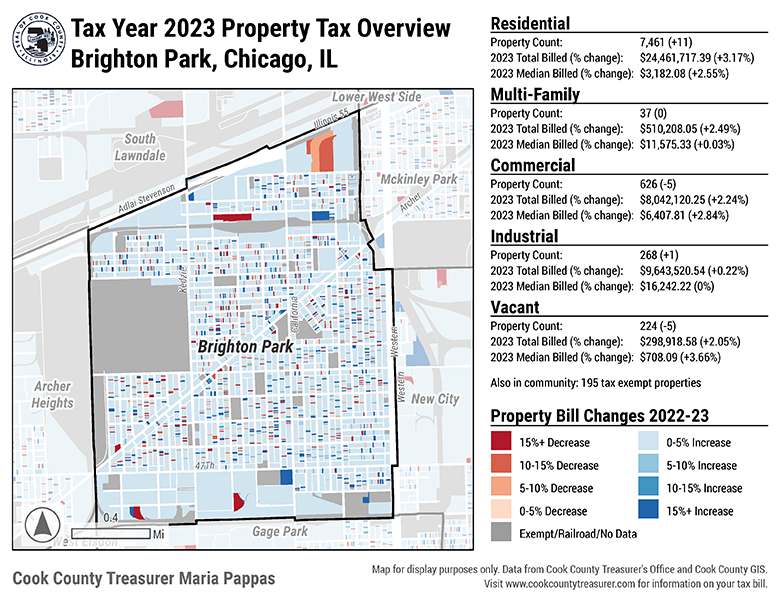 Tax Year 2023 Property Tax Overview
Brighton Park, Chicago, IL
Lower West Side
Illinois 55
South
Lawndale
Mckinley Park
Adlai Stevenson
Archer
Kedzie
California
Brighton Park
Western
Western
Archer
Heights
New City
47Th
0.4
Mi
Gage Park
West Elsdon
Residential
Property Count: 7,461 (+11)
2023 Total Billed (% change): $24,461,717.39 (+3.17%)
2023 Median Billed (% change): $3,182.08 (+2.55%)
Multi-Family
Property Count: 37 (0)
2023 Total Billed (% change): $510,208.05 (+2.49%)
2023 Median Billed (% change): $11,575.33 (+0.03%)
Commercial
Property Count: 626 (-5)
2023 Total Billed (% change): $8,042,120.25 (+2.24%)
2023 Median Billed (% change): $6,407.81 (+2.84%)
Industrial
Property Count: 268 (+1)
2023 Total Billed (% change): $9,643,520.54 (+0.22%)
2023 Median Billed (% change): $16,242.22 (0%)
Vacant
Property Count: 224 (-5)
2023 Total Billed (% change): $298,918.58 (+2.05%)
2023 Median Billed (% change): $708.09 (+3.66%)
Also in community: 195 tax exempt properties
Property Bill Changes 2022-23
15%+ Decrease
0-5% Increase
10-15% Decrease
5-10% Increase
5-10% Decrease
10-15% Increase
0-5% Decrease
15%+ Increase
Exempt/Railroad/No Data
Cook County Treasurer Maria Pappas
Map for display purposes only. Data from Cook County Treasurer's Office and Cook County GIS.
Visit www.cookcountytreasurer.com for information on your tax bill.